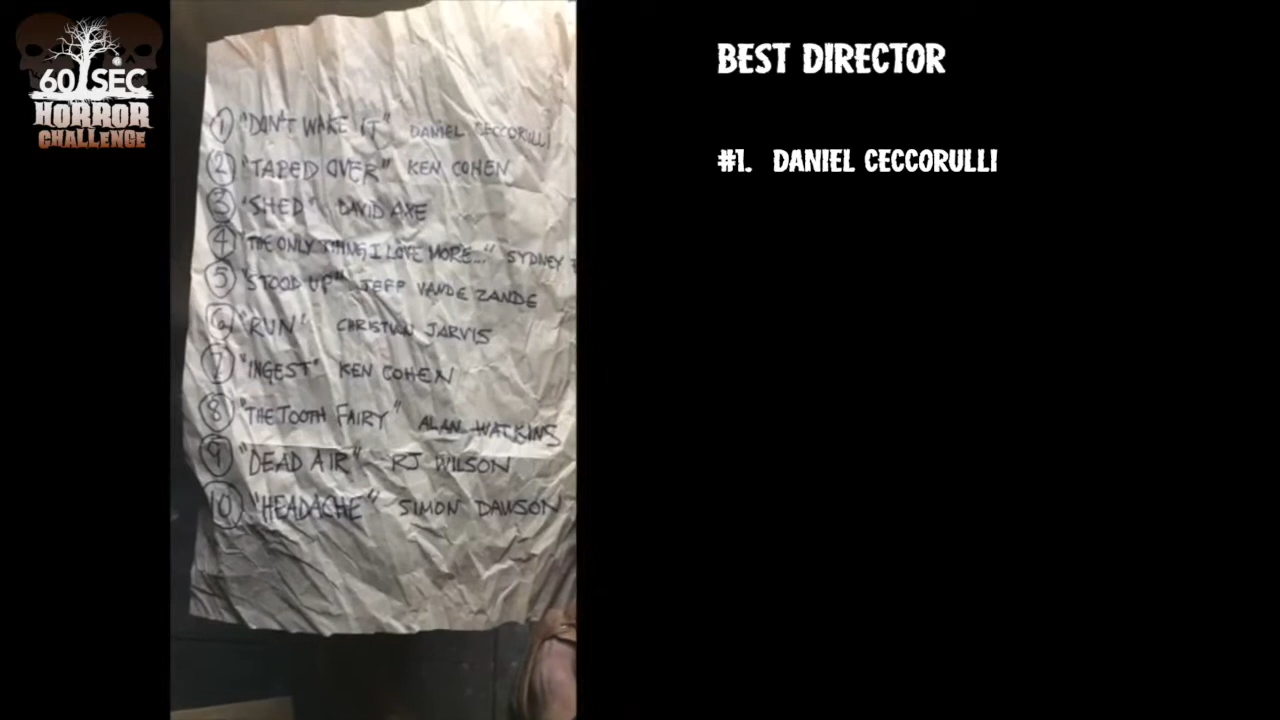 60 SEC
HORROR
CHALLENGE
① "DON'T WAKE IT" DANIEL CECCORULLI
② "TAPED OVER" KEN COHEN
③ "SHED" DAVID AXE
④ "THE ONLY THING I LOVE MORE..." SYDNEY
⑤ "STOOD UP" JEFF VANDE ZANDE
⑥ "RUN" CHRISTIAN JARVIS
⑦ "INGEST" KEN COHEN
⑧ "THE TOOTH FAIRY" ALAN WATKINS
⑨ "DEAD AIR" RJ WILSON
⑩ "HEADACHE" SIMON DAWSON
BEST DIRECTOR
#1. DANIEL CECCORULLI